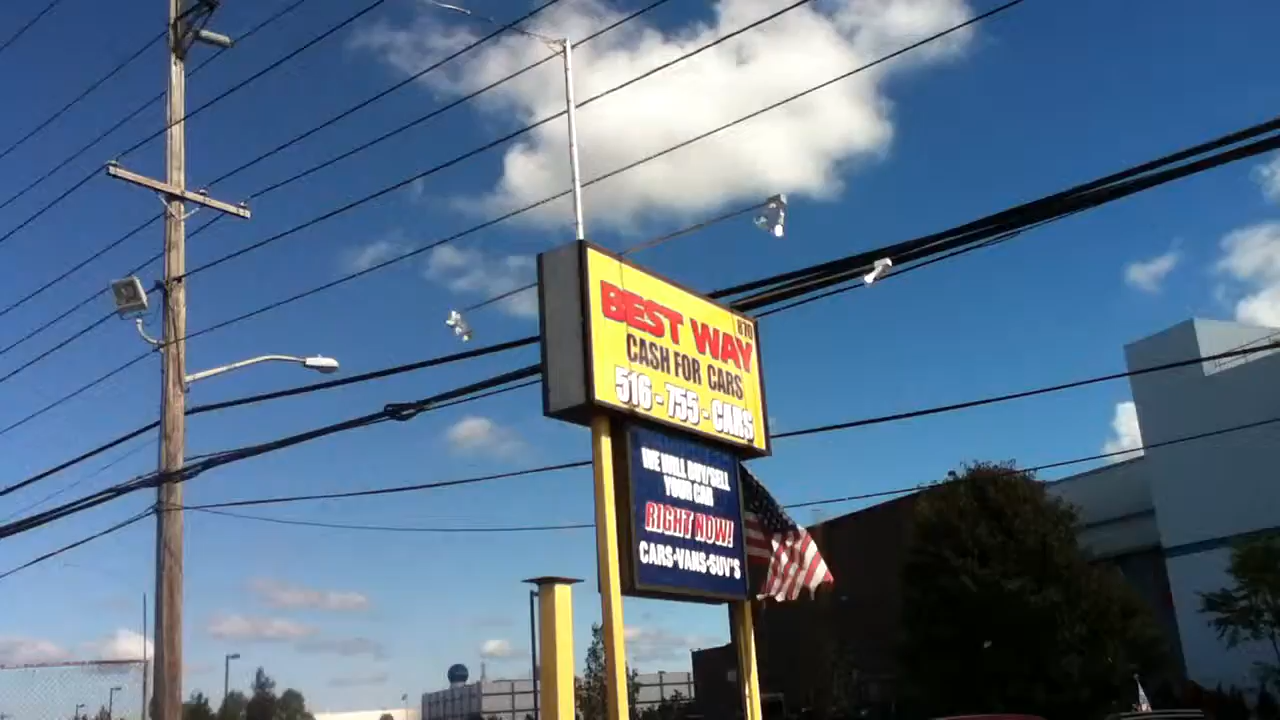 870
BEST WAY
CASH FOR CARS
516-755-CARS
WE WILL BUY/SELL
YOUR CAR
RIGHT NOW!
CARS·VANS·SUV'S